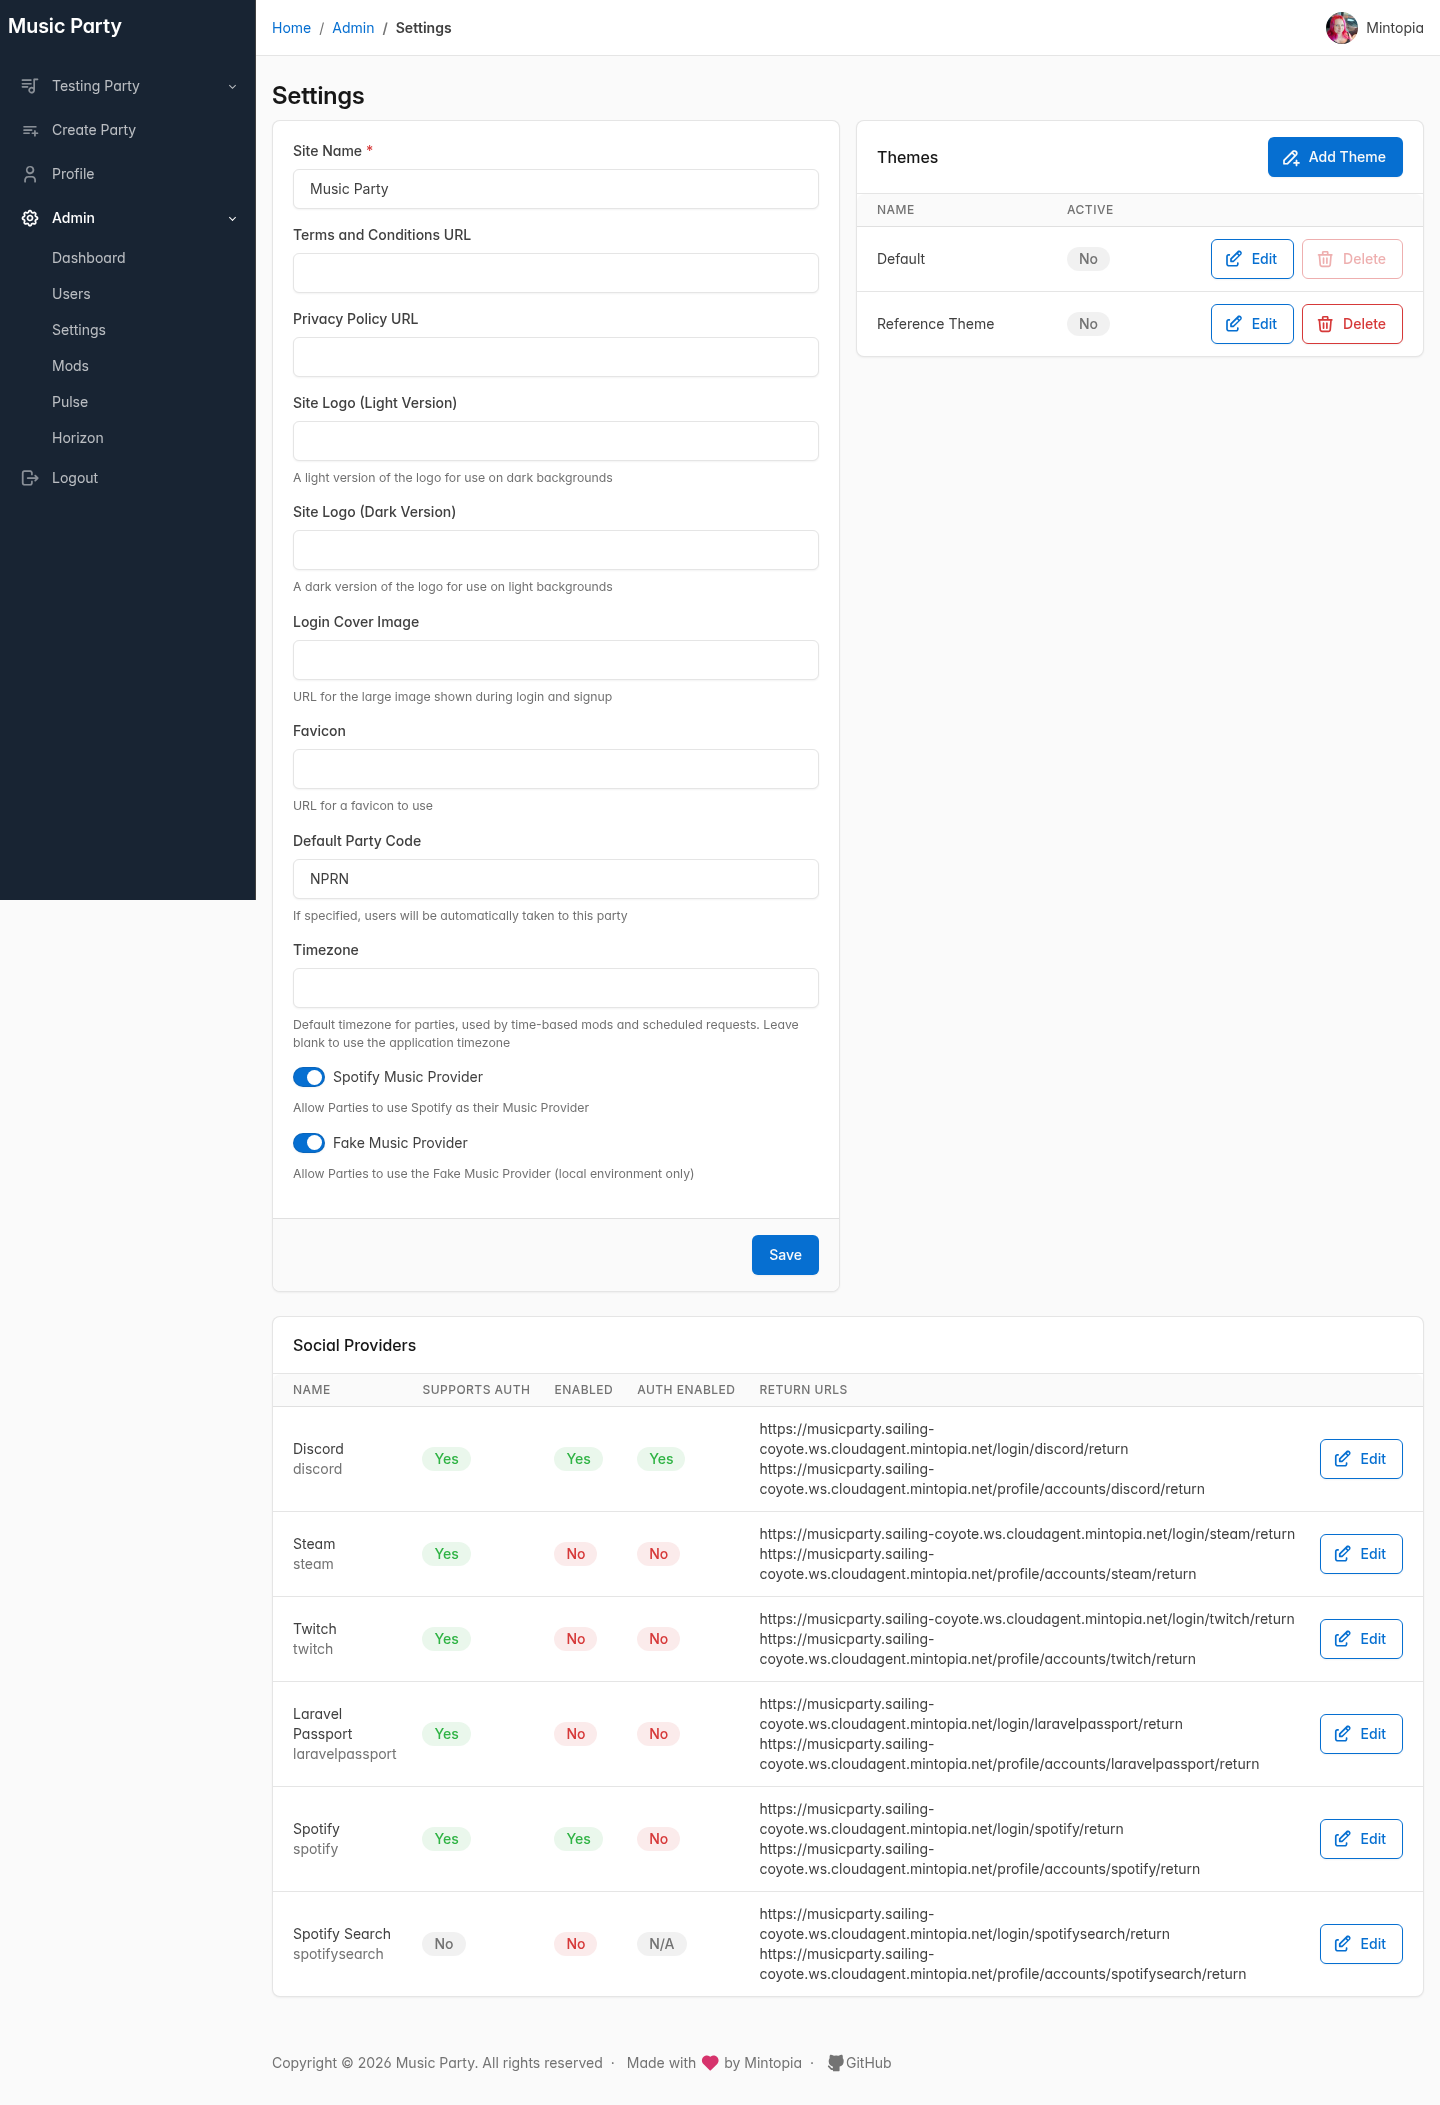 Music Party
Testing Party
Create Party
Profile
Admin
Dashboard
Users
Settings
Mods
Pulse
Horizon
Logout
Home / Admin / Settings
Mintopia
Settings
Site Name *
Music Party
Terms and Conditions URL
Privacy Policy URL
Site Logo (Light Version)
A light version of the logo for use on dark backgrounds
Site Logo (Dark Version)
A dark version of the logo for use on light backgrounds
Login Cover Image
URL for the large image shown during login and signup
Favicon
URL for a favicon to use
Default Party Code
NPRN
If specified, users will be automatically taken to this party
Timezone
Default timezone for parties, used by time-based mods and scheduled requests. Leave
blank to use the application timezone
Spotify Music Provider
Allow Parties to use Spotify as their Music Provider
Fake Music Provider
Allow Parties to use the Fake Music Provider (local environment only)
Save
Themes
Add Theme
NAME ACTIVE
Default No Edit Delete
Reference Theme No Edit Delete
Social Providers
NAME SUPPORTS AUTH ENABLED AUTH ENABLED RETURN URLS
Discord
discord
Yes Yes Yes
https://musicparty.sailing-
coyote.ws.cloudagent.mintopia.net/login/discord/return
https://musicparty.sailing-
coyote.ws.cloudagent.mintopia.net/profile/accounts/discord/return
Edit
Steam
steam
Yes No No
https://musicparty.sailing-coyote.ws.cloudagent.mintopia.net/login/steam/return
https://musicparty.sailing-
coyote.ws.cloudagent.mintopia.net/profile/accounts/steam/return
Edit
Twitch
twitch
Yes No No
https://musicparty.sailing-coyote.ws.cloudagent.mintopia.net/login/twitch/return
https://musicparty.sailing-
coyote.ws.cloudagent.mintopia.net/profile/accounts/twitch/return
Edit
Laravel
Passport
laravelpassport
Yes No No
https://musicparty.sailing-
coyote.ws.cloudagent.mintopia.net/login/laravelpassport/return
https://musicparty.sailing-
coyote.ws.cloudagent.mintopia.net/profile/accounts/laravelpassport/return
Edit
Spotify
spotify
Yes Yes No
https://musicparty.sailing-
coyote.ws.cloudagent.mintopia.net/login/spotify/return
https://musicparty.sailing-
coyote.ws.cloudagent.mintopia.net/profile/accounts/spotify/return
Edit
Spotify Search
spotifysearch
No No N/A
https://musicparty.sailing-
coyote.ws.cloudagent.mintopia.net/login/spotifysearch/return
https://musicparty.sailing-
coyote.ws.cloudagent.mintopia.net/profile/accounts/spotifysearch/return
Edit
Copyright © 2026 Music Party. All rights reserved · Made with by Mintopia · GitHub